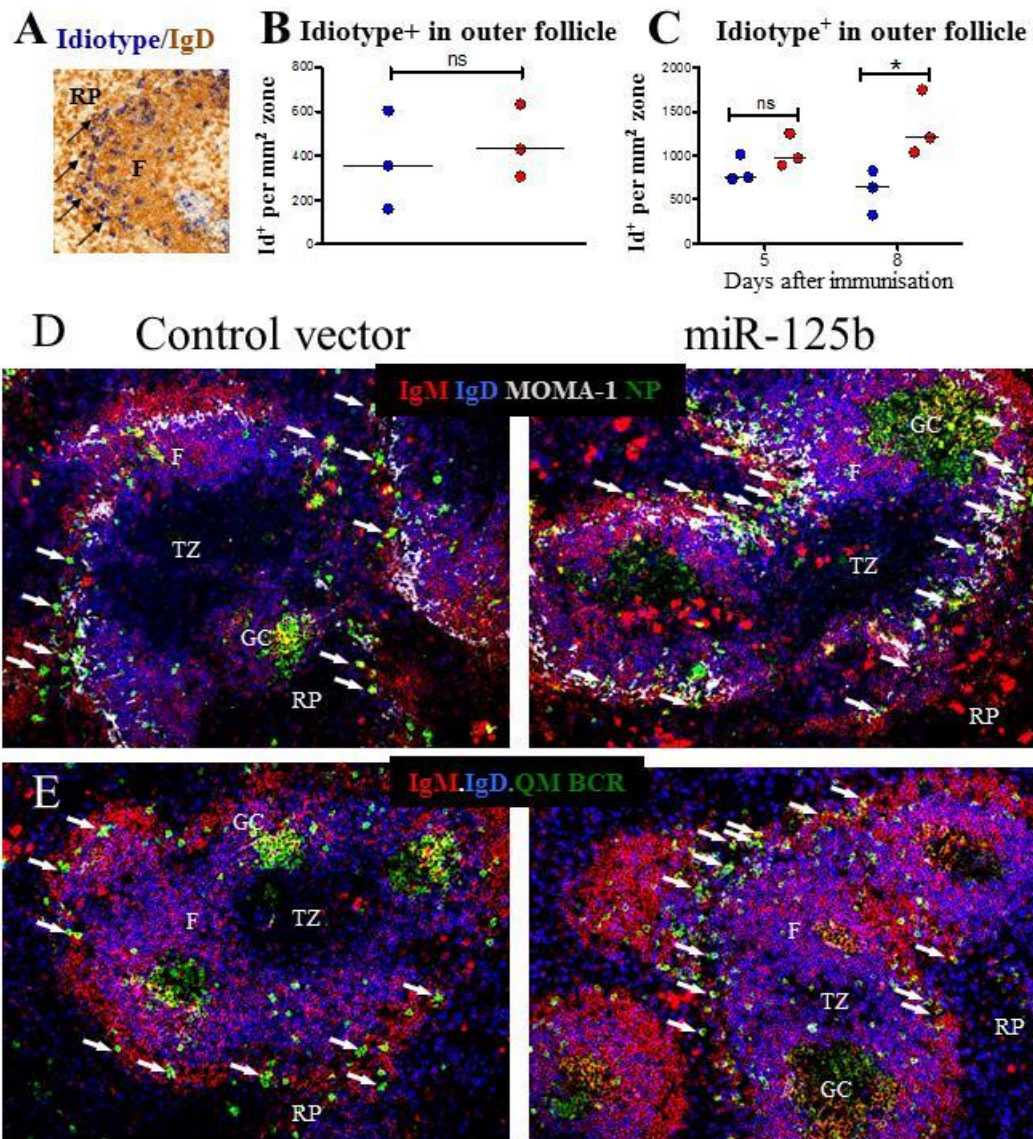 A Idiotype/IgD
RP
F
B Idiotype+ in outer follicle
Id⁺ per mm² zone
800
600
400
200
0
ns
C Idiotype⁺ in outer follicle
Id⁺ per mm² zone
2000
1500
1000
500
0
ns
*
5 8
Days after immunisation
D Control vector miR-125b
IgM IgD MOMA-1 NP
F
TZ
GC
RP
GC
F
TZ
RP
E
IgM.IgD.QM BCR
GC
TZ
F
RP
F
TZ
RP
GC